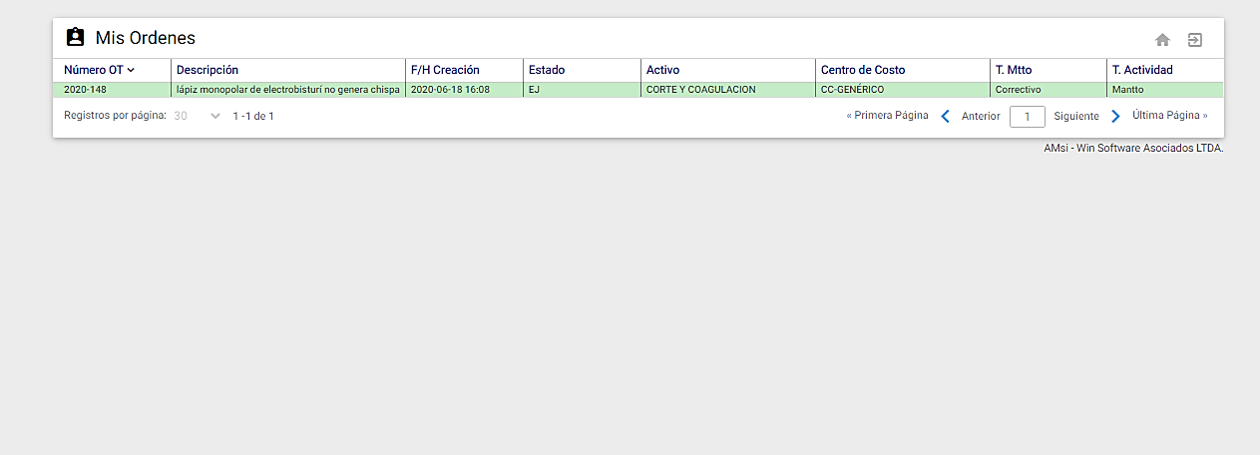 Mis Ordenes
Número OT Descripción F/H Creación Estado Activo Centro de Costo T. Mtto T. Actividad
2020-148 lápiz monopolar de electrobisturí no genera chispa 2020-06-18 16:08 EJ CORTE Y COAGULACION CC-GENÉRICO Correctivo Mantto
Registros por página: 30 1 -1 de 1 « Primera Página Anterior 1 Siguiente Última Página »
AMsi - Win Software Asociados LTDA.